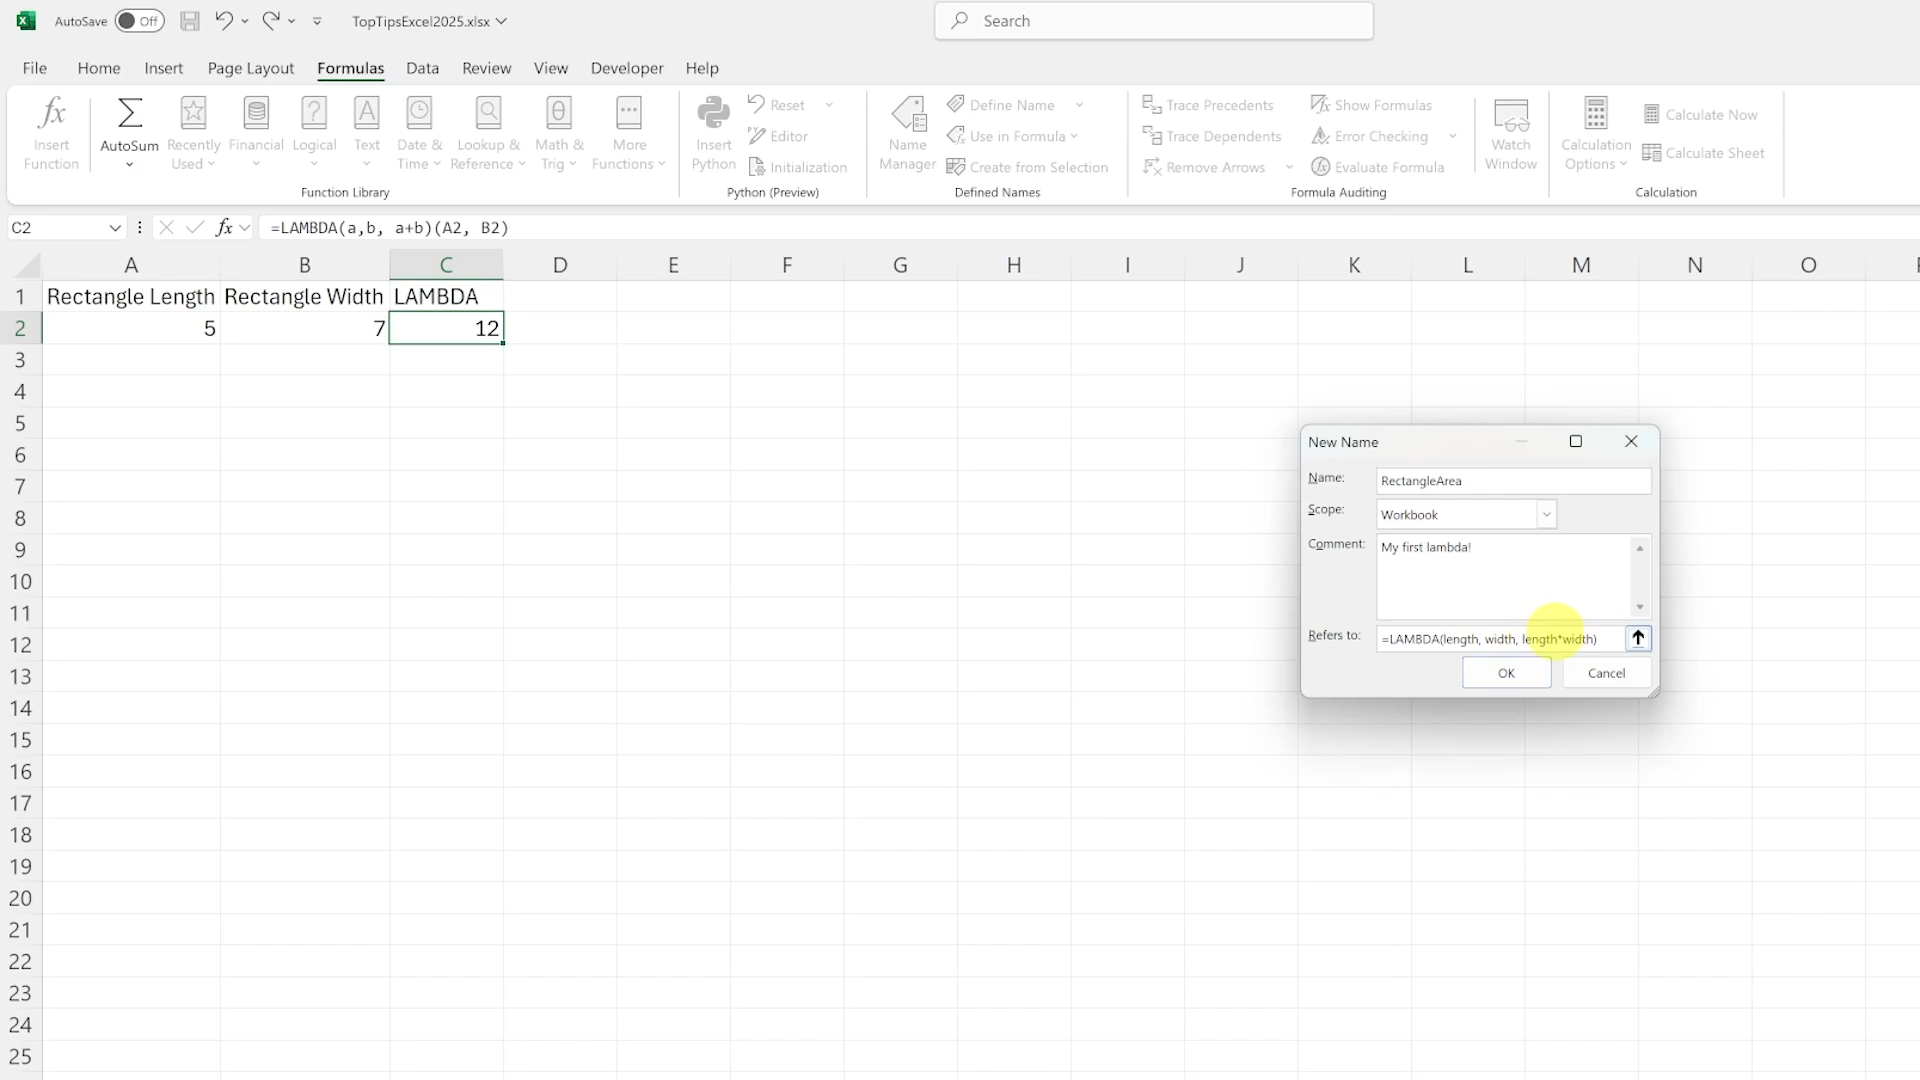 AutoSave Off TopTipsExcel2025.xlsx Search
File Home Insert Page Layout Formulas Data Review View Developer Help
fx Insert Function
AutoSum
Recently Used
Financial
Logical
Text
Date & Time
Lookup & Reference
Math & Trig
More Functions
Function Library
Insert Python
Reset
Editor
Initialization
Python (Preview)
Name Manager
Define Name
Use in Formula
Create from Selection
Defined Names
Trace Precedents
Trace Dependents
Remove Arrows
Show Formulas
Error Checking
Evaluate Formula
Formula Auditing
Watch Window
Calculation Options
Calculate Now
Calculate Sheet
Calculation
C2 fx =LAMBDA(a,b, a+b)(A2, B2)
A B C D E F G H I J K L M N O
1 Rectangle Length Rectangle Width LAMBDA
2 5 7 12
3
4
5
6
7
8
9
10
11
12
13
14
15
16
17
18
19
20
21
22
23
24
25
New Name
Name: RectangleArea
Scope: Workbook
Comment: My first lambda!
Refers to: =LAMBDA(length, width, length*width)
OK Cancel